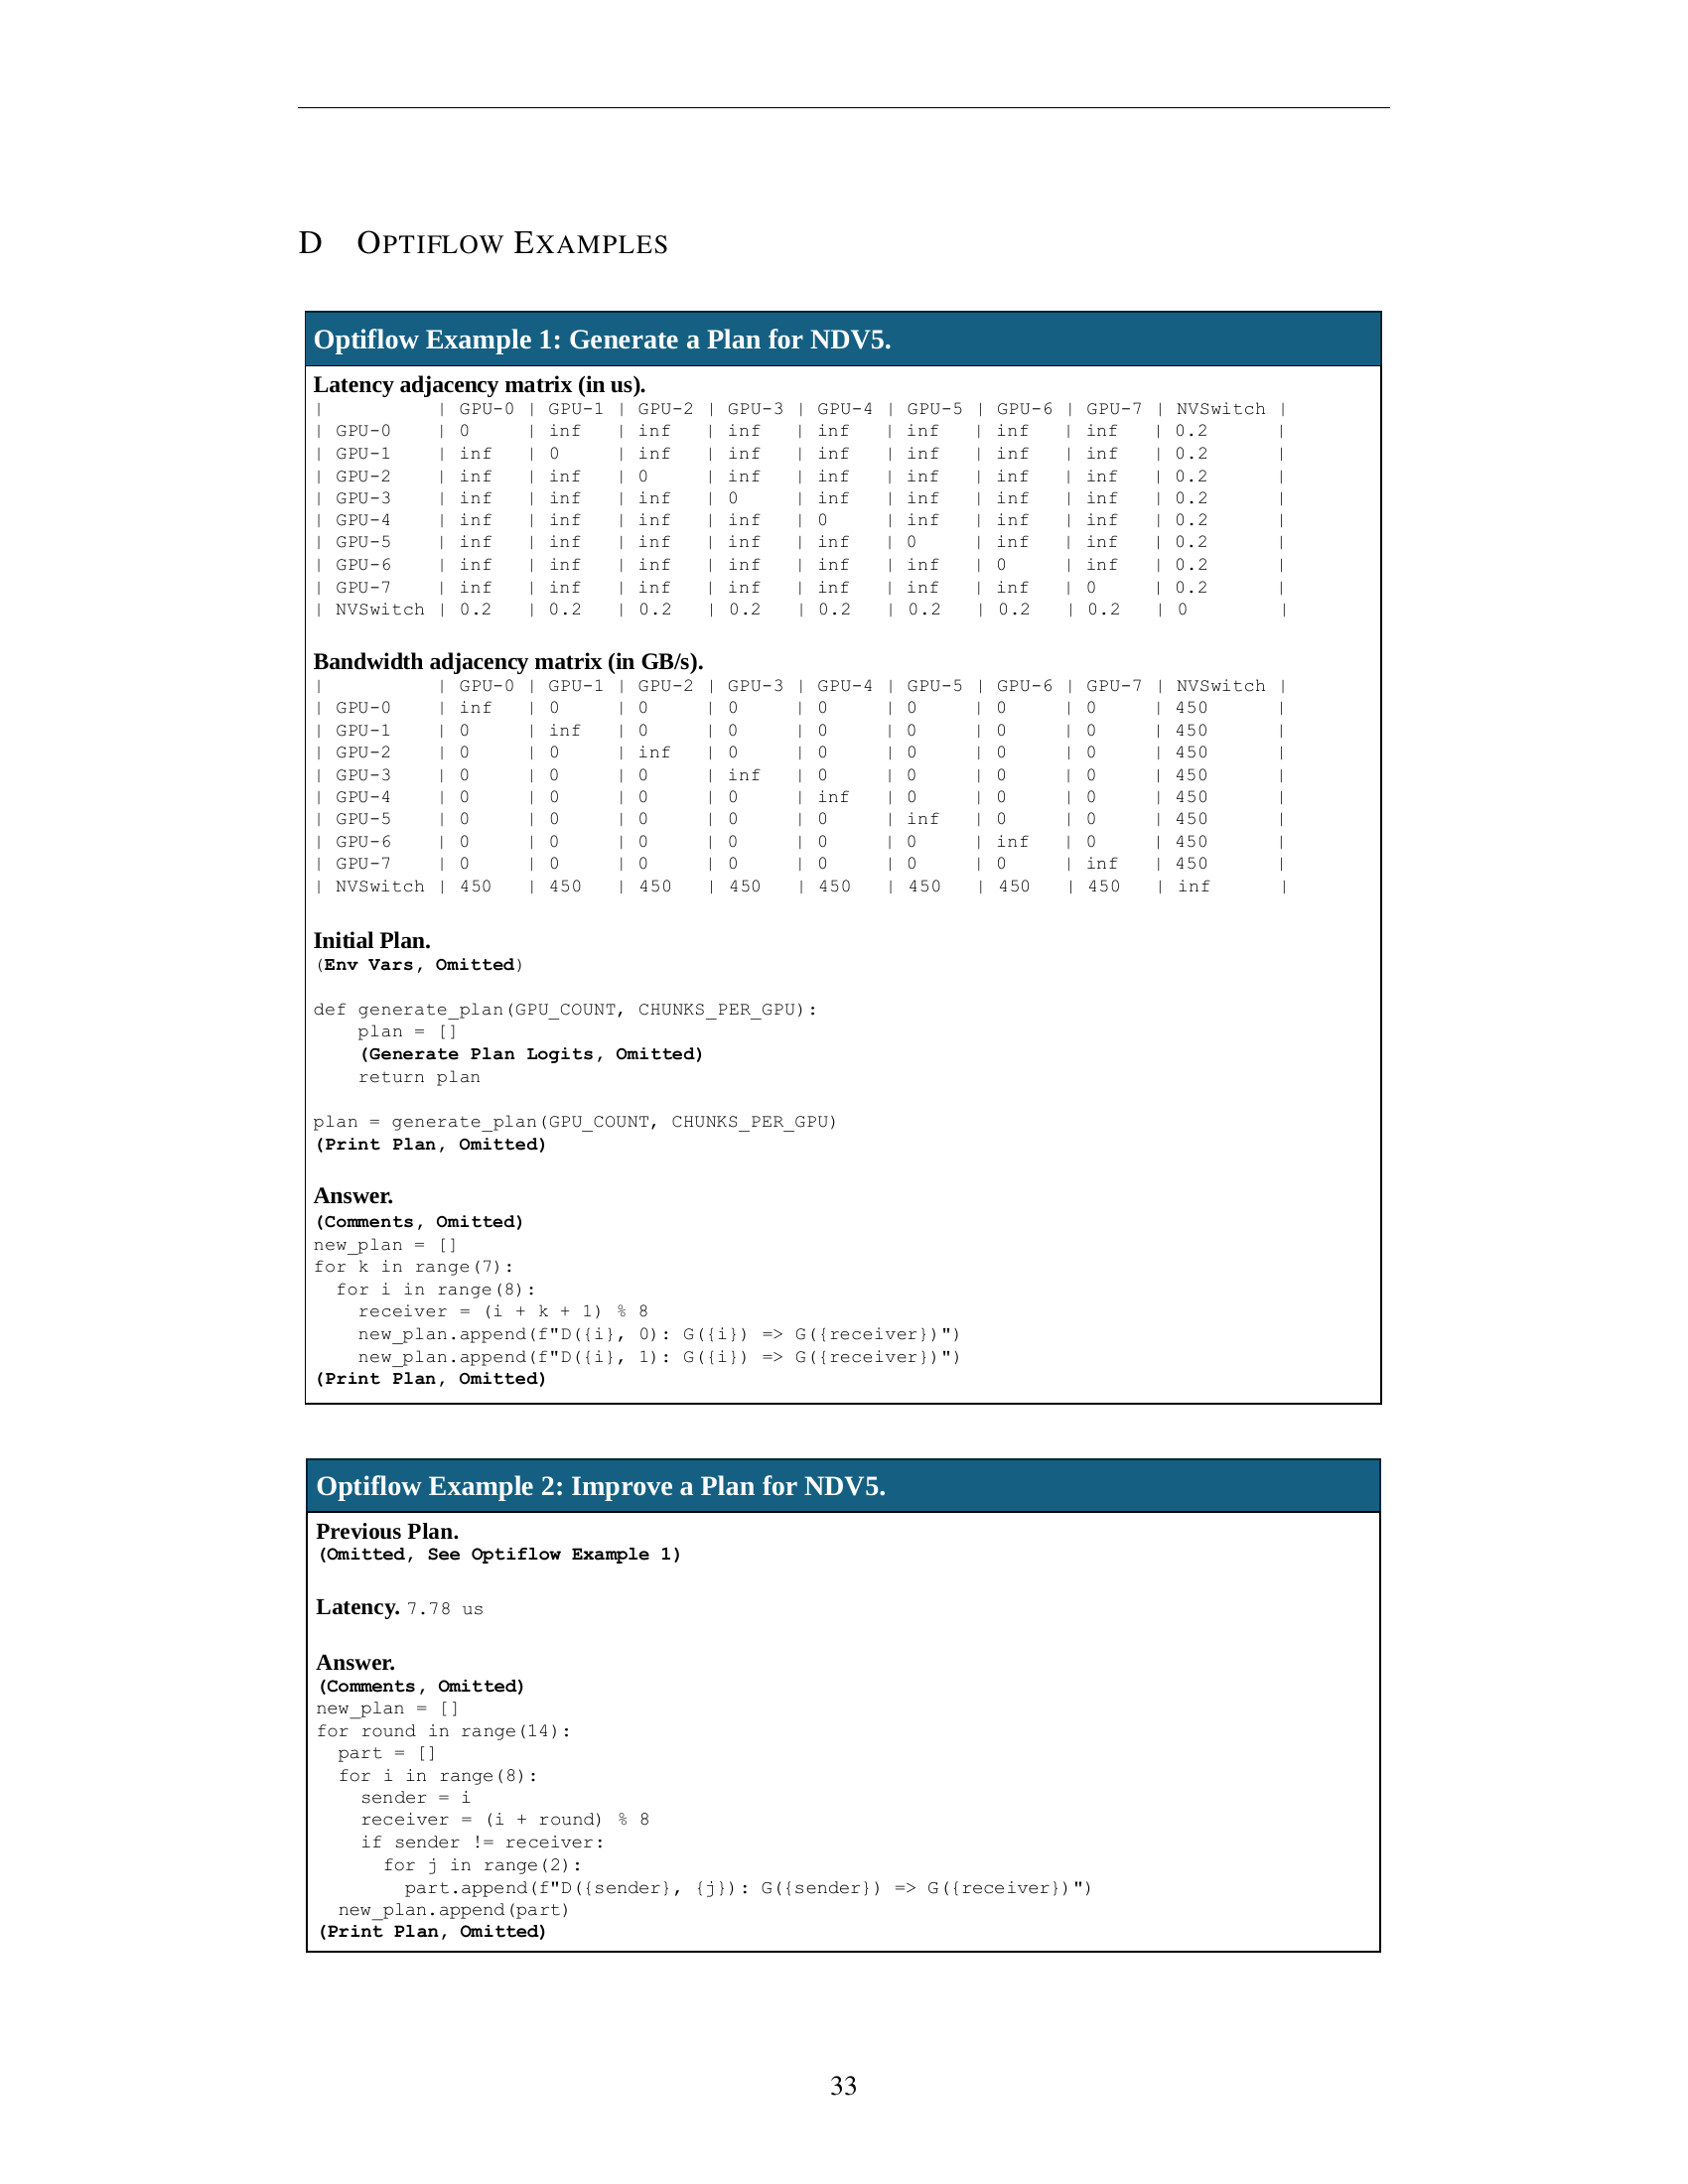 D OPTIFLOW EXAMPLES
Optiflow Example 1: Generate a Plan for NDV5.
Latency adjacency matrix (in us).
|           | GPU-0 | GPU-1 | GPU-2 | GPU-3 | GPU-4 | GPU-5 | GPU-6 | GPU-7 | NVSwitch |
| GPU-0     | 0     | inf   | inf   | inf   | inf   | inf   | inf   | inf   | 0.2      |
| GPU-1     | inf   | 0     | inf   | inf   | inf   | inf   | inf   | inf   | 0.2      |
| GPU-2     | inf   | inf   | 0     | inf   | inf   | inf   | inf   | inf   | 0.2      |
| GPU-3     | inf   | inf   | inf   | 0     | inf   | inf   | inf   | inf   | 0.2      |
| GPU-4     | inf   | inf   | inf   | inf   | 0     | inf   | inf   | inf   | 0.2      |
| GPU-5     | inf   | inf   | inf   | inf   | inf   | 0     | inf   | inf   | 0.2      |
| GPU-6     | inf   | inf   | inf   | inf   | inf   | inf   | 0     | inf   | 0.2      |
| GPU-7     | inf   | inf   | inf   | inf   | inf   | inf   | inf   | 0     | 0.2      |
| NVSwitch | 0.2   | 0.2   | 0.2   | 0.2   | 0.2   | 0.2   | 0.2   | 0.2   | 0        |
Bandwidth adjacency matrix (in GB/s).
|           | GPU-0 | GPU-1 | GPU-2 | GPU-3 | GPU-4 | GPU-5 | GPU-6 | GPU-7 | NVSwitch |
| GPU-0     | inf   | 0     | 0     | 0     | 0     | 0     | 0     | 0     | 450      |
| GPU-1     | 0     | inf   | 0     | 0     | 0     | 0     | 0     | 0     | 450      |
| GPU-2     | 0     | 0     | inf   | 0     | 0     | 0     | 0     | 0     | 450      |
| GPU-3     | 0     | 0     | 0     | inf   | 0     | 0     | 0     | 0     | 450      |
| GPU-4     | 0     | 0     | 0     | 0     | inf   | 0     | 0     | 0     | 450      |
| GPU-5     | 0     | 0     | 0     | 0     | 0     | inf   | 0     | 0     | 450      |
| GPU-6     | 0     | 0     | 0     | 0     | 0     | 0     | inf   | 0     | 450      |
| GPU-7     | 0     | 0     | 0     | 0     | 0     | 0     | 0     | inf   | 450      |
| NVSwitch | 450   | 450   | 450   | 450   | 450   | 450   | 450   | 450   | inf      |
Initial Plan.
(Env Vars, Omitted)
def generate_plan(GPU_COUNT, CHUNKS_PER_GPU):
    plan = []
    (Generate Plan Logits, Omitted)
    return plan
plan = generate_plan(GPU_COUNT, CHUNKS_PER_GPU)
(Print Plan, Omitted)
Answer.
(Comments, Omitted)
new_plan = []
for k in range(7):
  for i in range(8):
    receiver = (i + k + 1) % 8
    new_plan.append(f"D({i}, 0): G({i}) => G({receiver})")
    new_plan.append(f"D({i}, 1): G({i}) => G({receiver})")
(Print Plan, Omitted)
Optiflow Example 2: Improve a Plan for NDV5.
Previous Plan.
(Omitted, See Optiflow Example 1)
Latency. 7.78 us
Answer.
(Comments, Omitted)
new_plan = []
for round in range(14):
  part = []
  for i in range(8):
    sender = i
    receiver = (i + round) % 8
    if sender != receiver:
      for j in range(2):
        part.append(f"D({sender}, {j}): G({sender}) => G({receiver})")
  new_plan.append(part)
(Print Plan, Omitted)
33